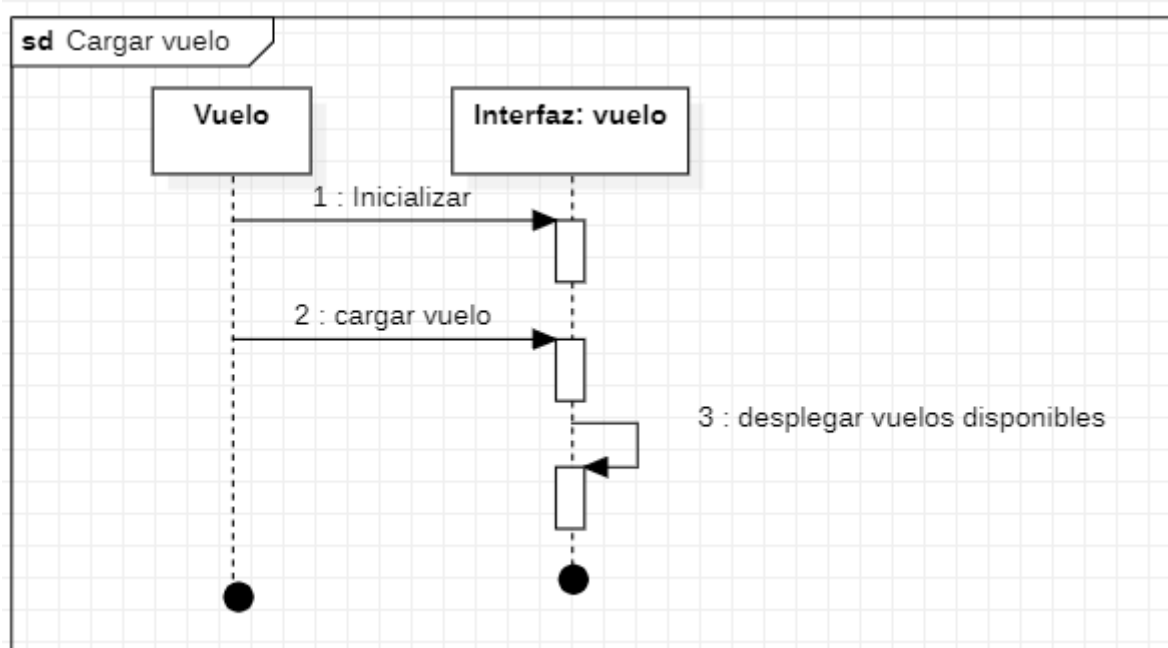 sd Cargar vuelo
Vuelo
Interfaz: vuelo
1 : Inicializar
2 : cargar vuelo
3 : desplegar vuelos disponibles